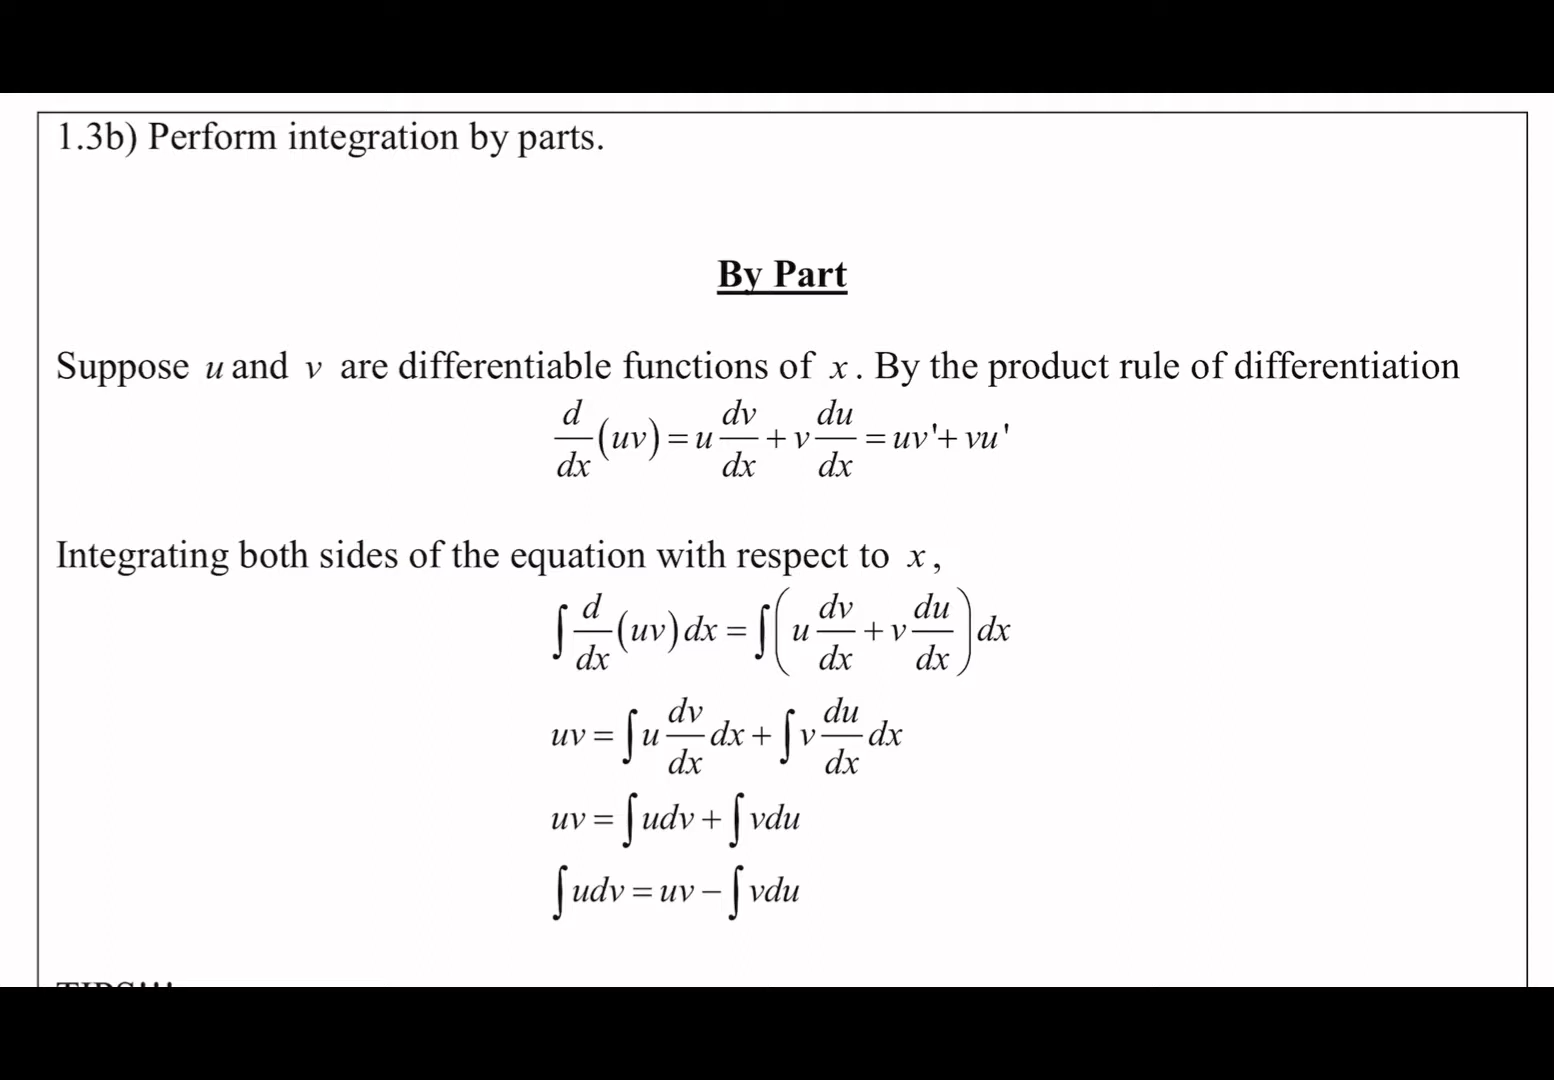 1.3b) Perform integration by parts.
By Part
Suppose u and v are differentiable functions of x. By the product rule of differentiation
d/dx (uv) = u dv/dx + v du/dx = uv'+ vu'
Integrating both sides of the equation with respect to x,
∫ d/dx (uv) dx = ∫ ( u dv/dx + v du/dx ) dx
uv = ∫ u dv/dx dx + ∫ v du/dx dx
uv = ∫ udv + ∫ vdu
∫ udv = uv − ∫ vdu